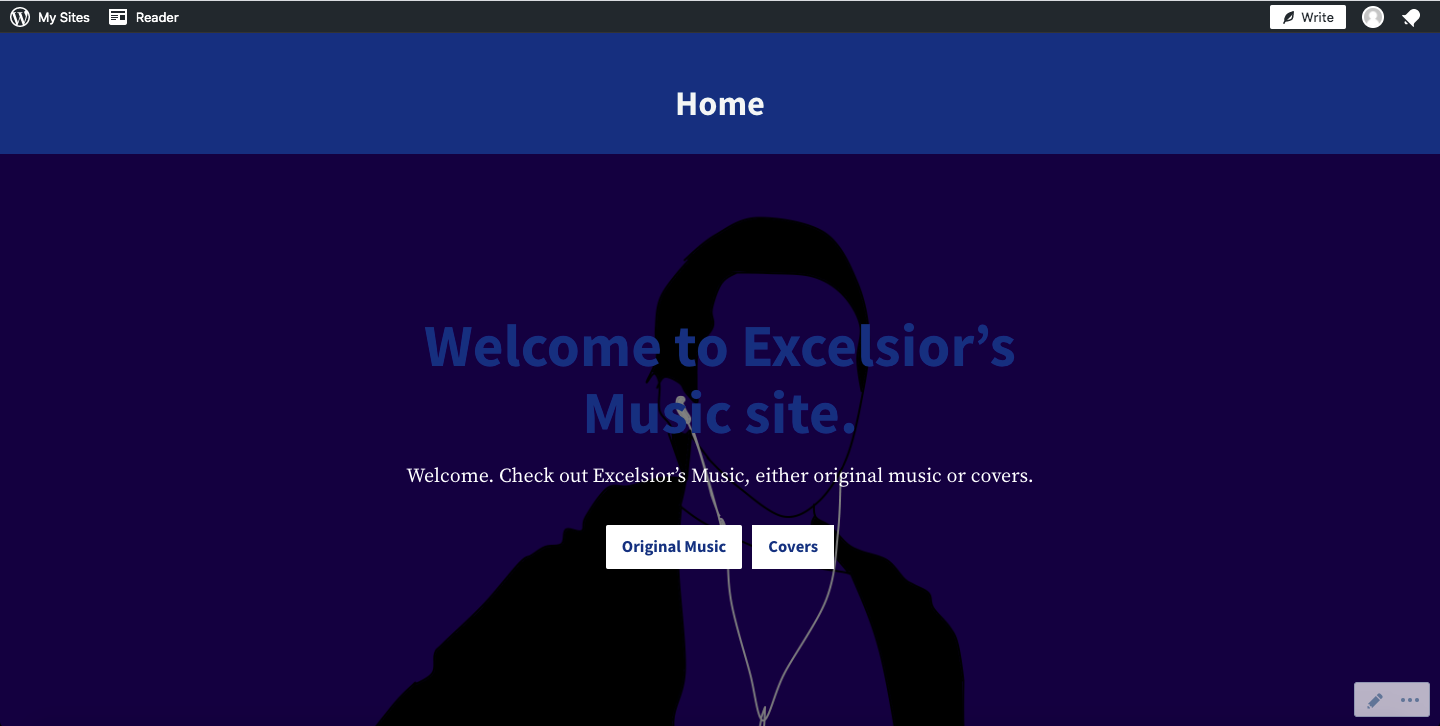 My Sites Reader Write
Home
Welcome to Excelsior’s
Music site.
Welcome. Check out Excelsior’s Music, either original music or covers.
Original Music Covers